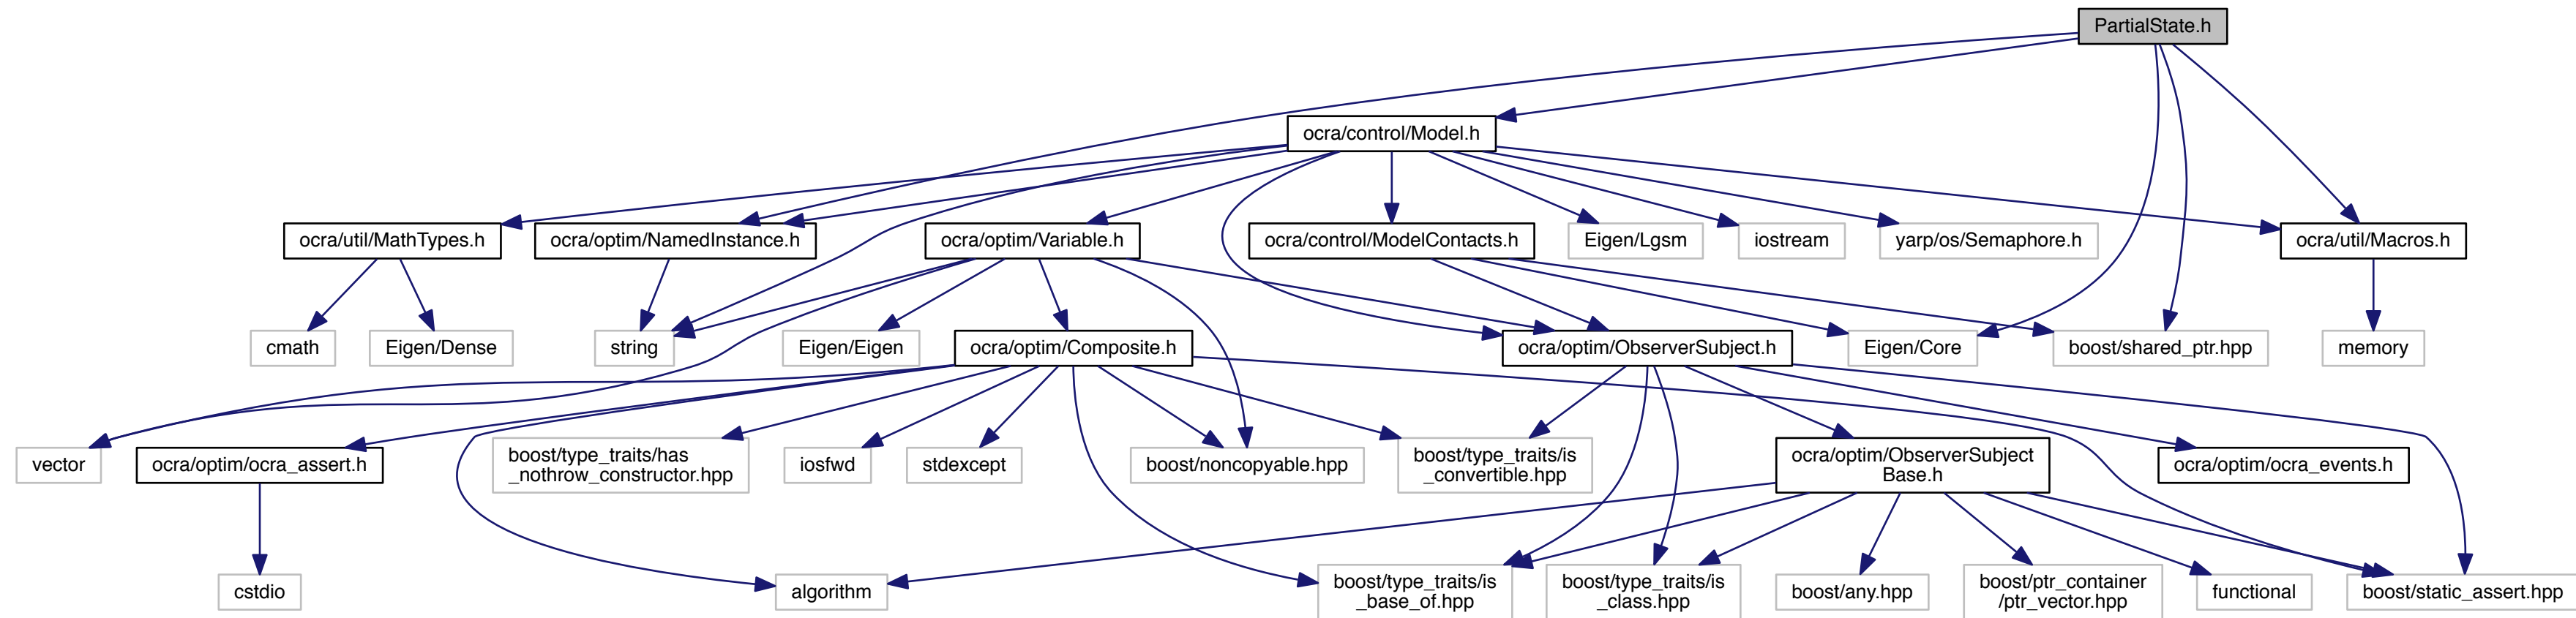 PartialState.h
ocra/control/Model.h
ocra/util/MathTypes.h
ocra/optim/NamedInstance.h
ocra/optim/Variable.h
ocra/control/ModelContacts.h
Eigen/Lgsm
iostream
yarp/os/Semaphore.h
ocra/util/Macros.h
cmath
Eigen/Dense
string
Eigen/Eigen
ocra/optim/Composite.h
ocra/optim/ObserverSubject.h
Eigen/Core
boost/shared_ptr.hpp
memory
vector
ocra/optim/ocra_assert.h
boost/type_traits/has
_nothrow_constructor.hpp
iosfwd
stdexcept
boost/noncopyable.hpp
boost/type_traits/is
_convertible.hpp
ocra/optim/ObserverSubject
Base.h
ocra/optim/ocra_events.h
cstdio
algorithm
boost/type_traits/is
_base_of.hpp
boost/type_traits/is
_class.hpp
boost/any.hpp
boost/ptr_container
/ptr_vector.hpp
functional
boost/static_assert.hpp